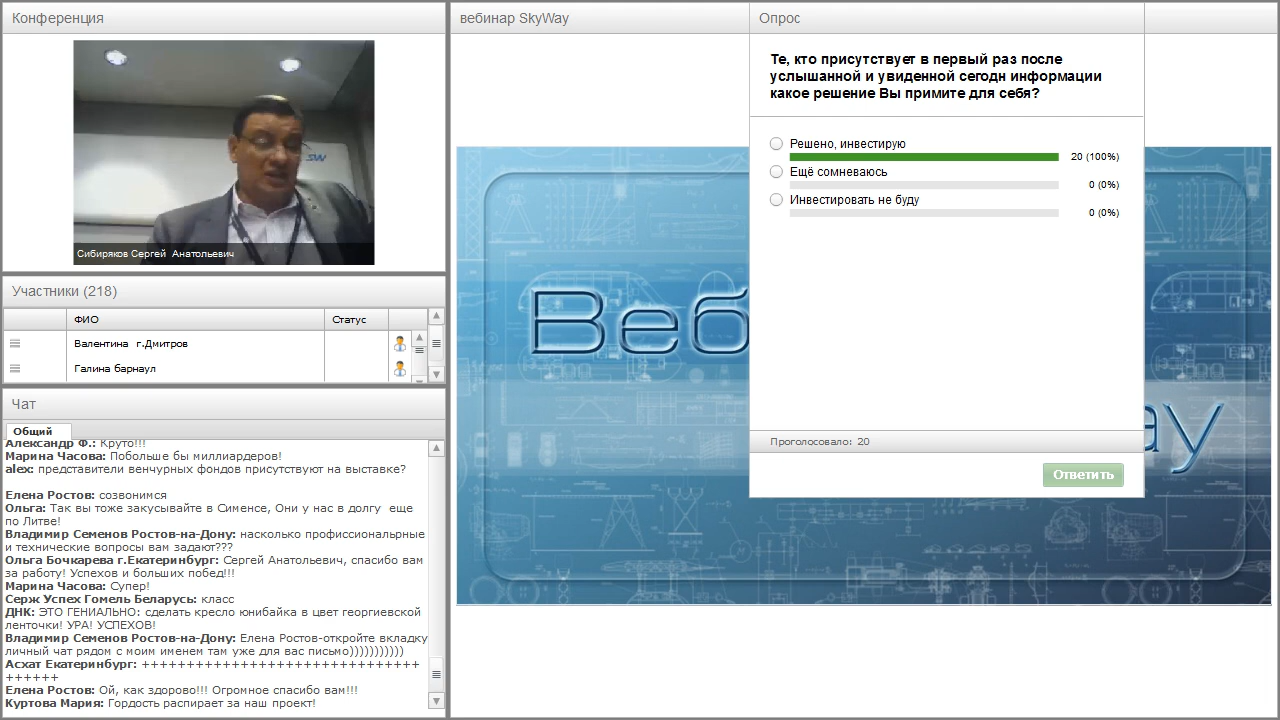 Конференция
SW
Сибиряков Сергей Анатольевич
Участники (218)
ФИО
Статус
Валентина г.Дмитров
Галина барнаул
Чат
Общий
Александр Ф.: Круто!!!
Марина Часова: Побольше бы миллиардеров!
alex: представители венчурных фондов присутствуют на выставке?
Елена Ростов: созвонимся
Ольга: Так вы тоже закусывайте в Сименсе, Они у нас в долгу еще
по Литве!
Владимир Семенов Ростов-на-Дону: насколько профиссиональрные
и технические вопросы вам задают???
Ольга Бочкарева г.Екатеринбург: Сергей Анатольевич, спасибо вам
за работу! Успехов и больших побед!!!
Марина Часова: Супер!
Серж Успех Гомель Беларусь: класс
ДНК: ЭТО ГЕНИАЛЬНО: сделать кресло юнибайка в цвет георгиевской
ленточки! УРА! УСПЕХОВ!
Владимир Семенов Ростов-на-Дону: Елена Ростов-откройте вкладку
личный чат рядом с моим именем там уже для вас письмо)))))))))))
Асхат Екатеринбург: ++++++++++++++++++++++++++++++++
++++++
Елена Ростов: Ой, как здорово!!! Огромное спасибо вам!!!
Куртова Мария: Гордость распирает за наш проект!
вебинар SkyWay
Веб
ay
Опрос
Те, кто присутствует в первый раз после
услышанной и увиденной сегодн информации
какое решение Вы примите для себя?
Решено, инвестирую
20 (100%)
Ещё сомневаюсь
0 (0%)
Инвестировать не буду
0 (0%)
Проголосовало: 20
Ответить